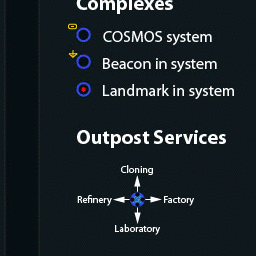 Complexes
COSMOS system
Beacon in system
Landmark in system
Outpost Services
Cloning
Refinery
Factory
Laboratory